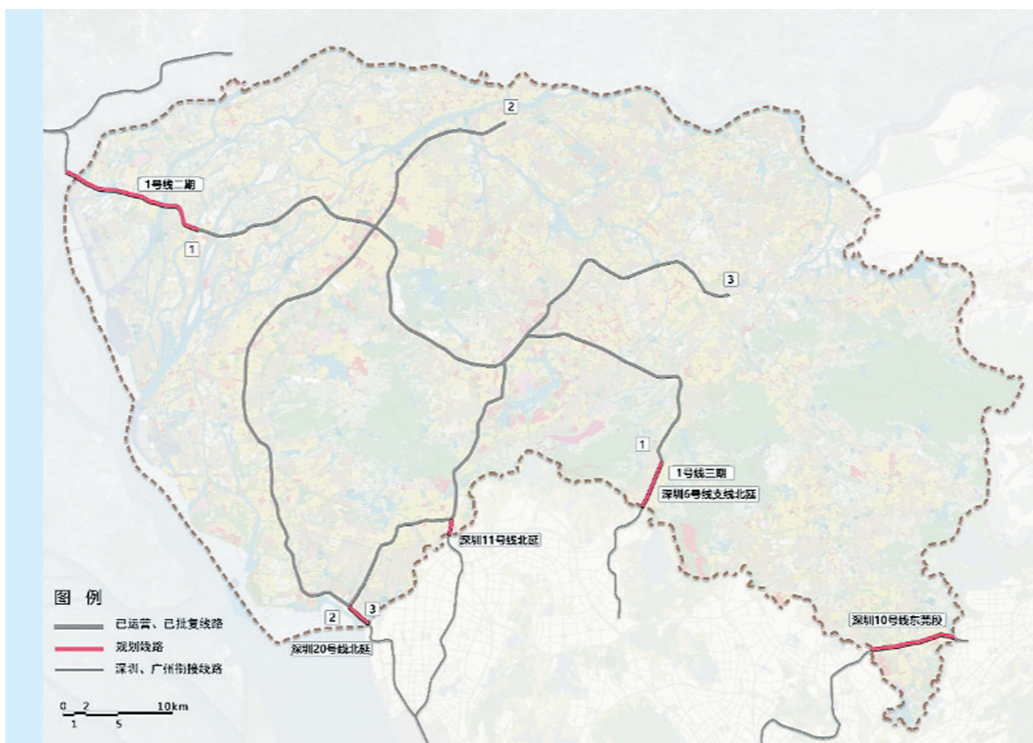 2
1号线二期
1
3
1
1号线三期
深圳6号线支线北延
深圳11号线北延
图 例
已运营、已批复线路
规划线路
深圳、广州衔接线路
2
3
深圳20号线北延
深圳10号线东莞段
0 2 10km
1 5